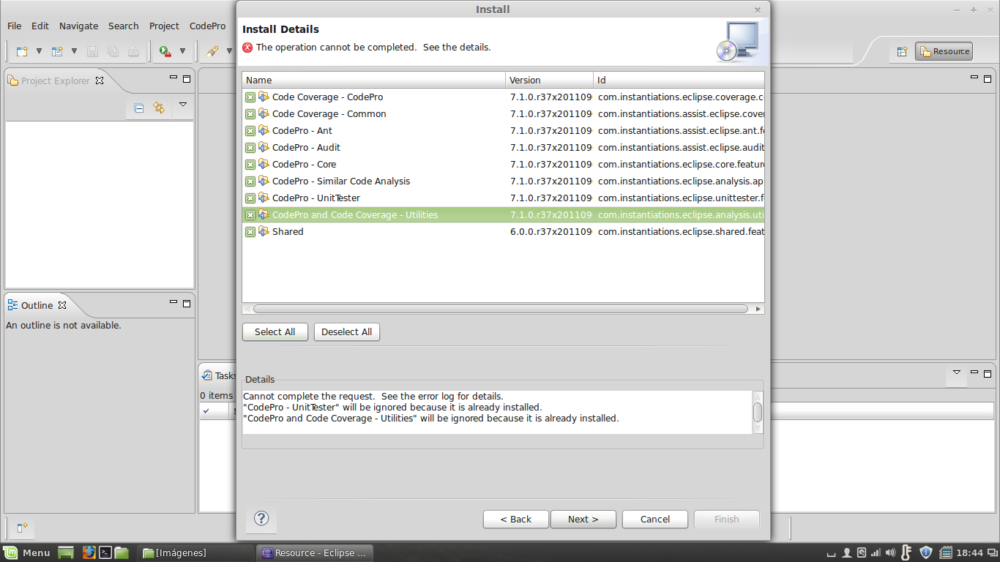 Install
File Edit Navigate Search Project CodePro
Install Details
The operation cannot be completed.  See the details.
Resource
Project Explorer
Name Version Id
Code Coverage - CodePro 7.1.0.r37x201109 com.instantiations.eclipse.coverage.c
Code Coverage - Common 7.1.0.r37x201109 com.instantiations.assist.eclipse.cover
CodePro - Ant 7.1.0.r37x201109 com.instantiations.assist.eclipse.ant.f
CodePro - Audit 7.1.0.r37x201109 com.instantiations.assist.eclipse.audit
CodePro - Core 7.1.0.r37x201109 com.instantiations.eclipse.core.featur
CodePro - Similar Code Analysis 7.1.0.r37x201109 com.instantiations.eclipse.analysis.ap
CodePro - UnitTester 7.1.0.r37x201109 com.instantiations.eclipse.unittester.f
CodePro and Code Coverage - Utilities 7.1.0.r37x201109 com.instantiations.eclipse.analysis.uti
Shared 6.0.0.r37x201109 com.instantiations.eclipse.shared.feat
Outline
An outline is not available.
Select All Deselect All
Tasks
0 items
!
Details
Cannot complete the request.  See the error log for details.
"CodePro - UnitTester" will be ignored because it is already installed.
"CodePro and Code Coverage - Utilities" will be ignored because it is already installed.
?
< Back Next > Cancel Finish
Menu [Imágenes] Resource - Eclipse ... 18:44